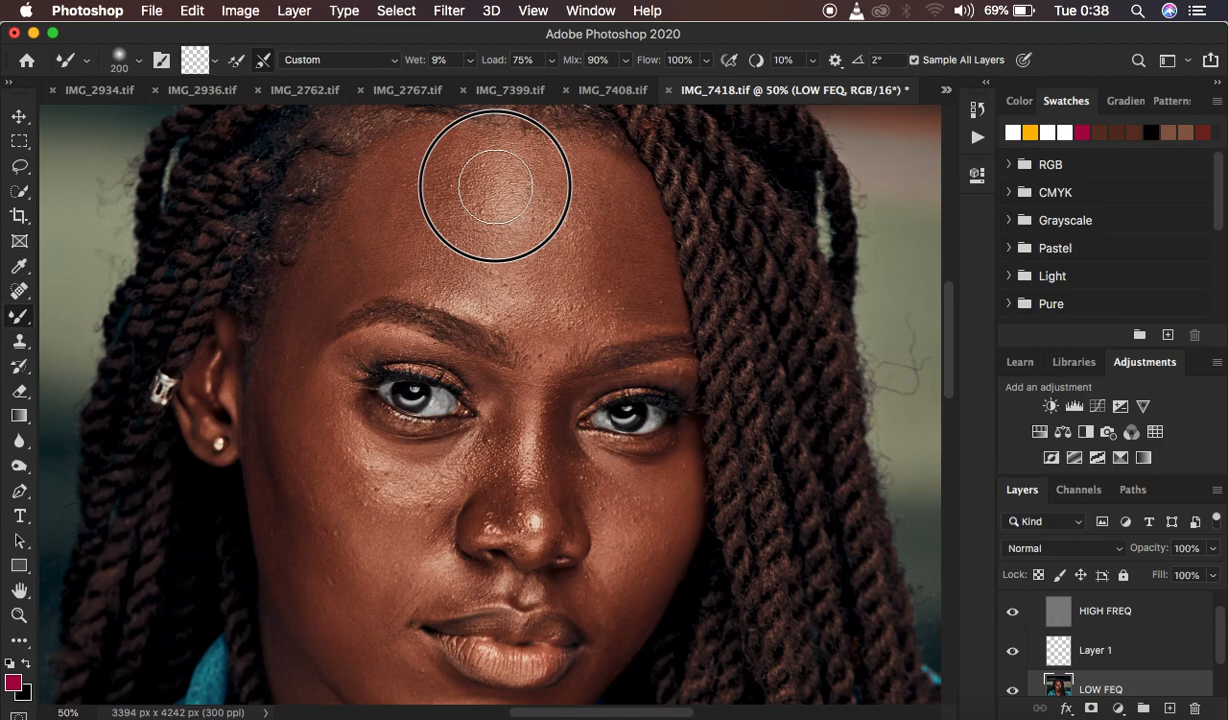 Photoshop File Edit Image Layer Type Select Filter 3D View Window Help 69% Tue 0:38
Adobe Photoshop 2020
200 Custom Wet: 9% Load: 75% Mix: 90% Flow: 100% 10% 2° Sample All Layers
IMG_2934.tif IMG_2936.tif IMG_2762.tif IMG_2767.tif IMG_7399.tif IMG_7408.tif IMG_7418.tif @ 50% (LOW FEQ, RGB/16*) *
Color Swatches Gradien Patterns
RGB
CMYK
Grayscale
Pastel
Light
Pure
Learn Libraries Adjustments
Add an adjustment
Layers Channels Paths
Kind
Normal Opacity: 100%
Lock: Fill: 100%
HIGH FREQ
Layer 1
LOW FEQ
50% 3394 px x 4242 px (300 ppi)